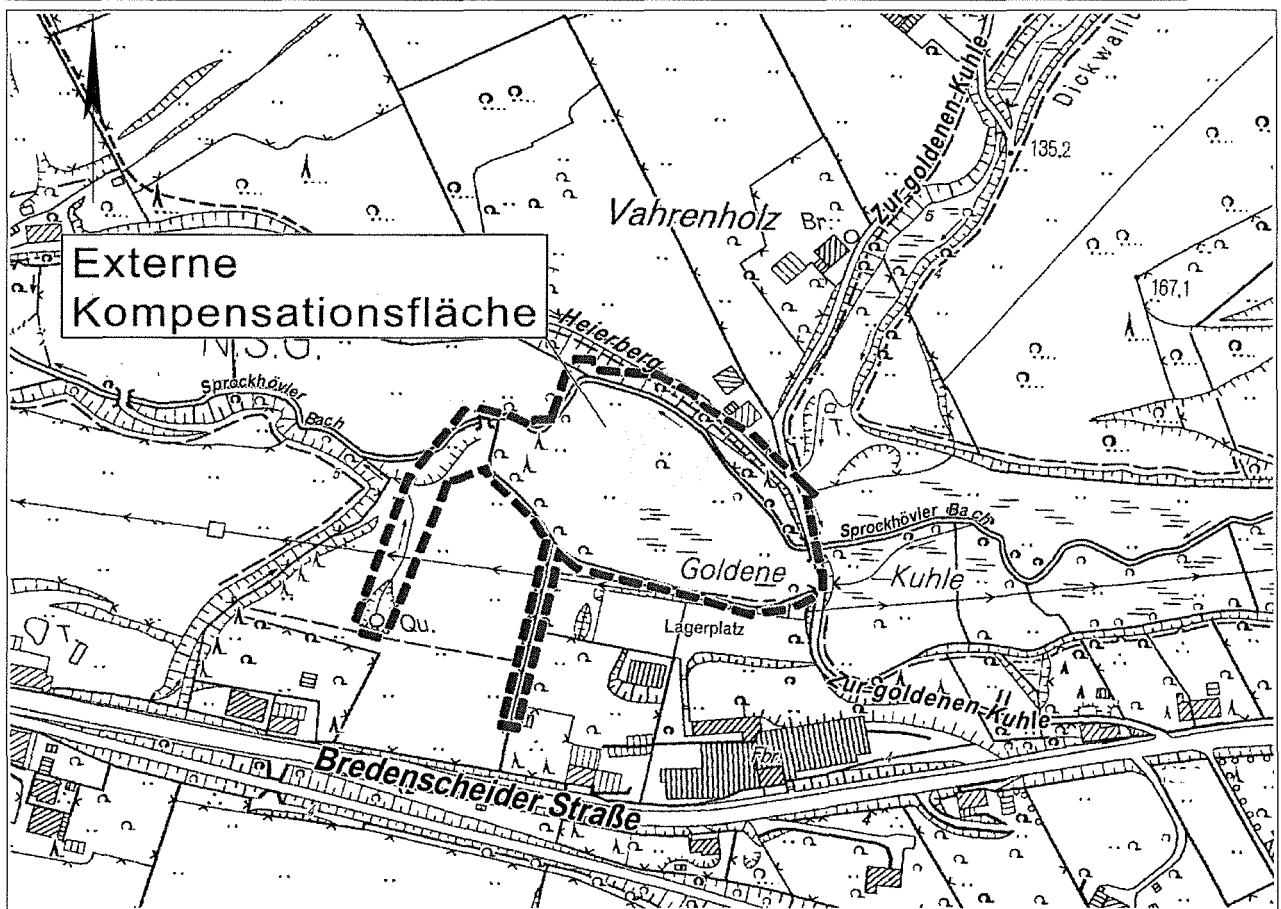 Zur-goldenen-Kuhle
Dickwall
135,2
Vahrenholz
Br.
6
Externe
Kompensationsfläche
167,1
Heierberg
N.S.G.
Sprockhövler
Bach
T.
Sprockhövler Bach
Goldene
Kuhle
Qu.
Lagerplatz
T.
Zur-goldenen-Kuhle
Fbr.
Bredenscheider Straße